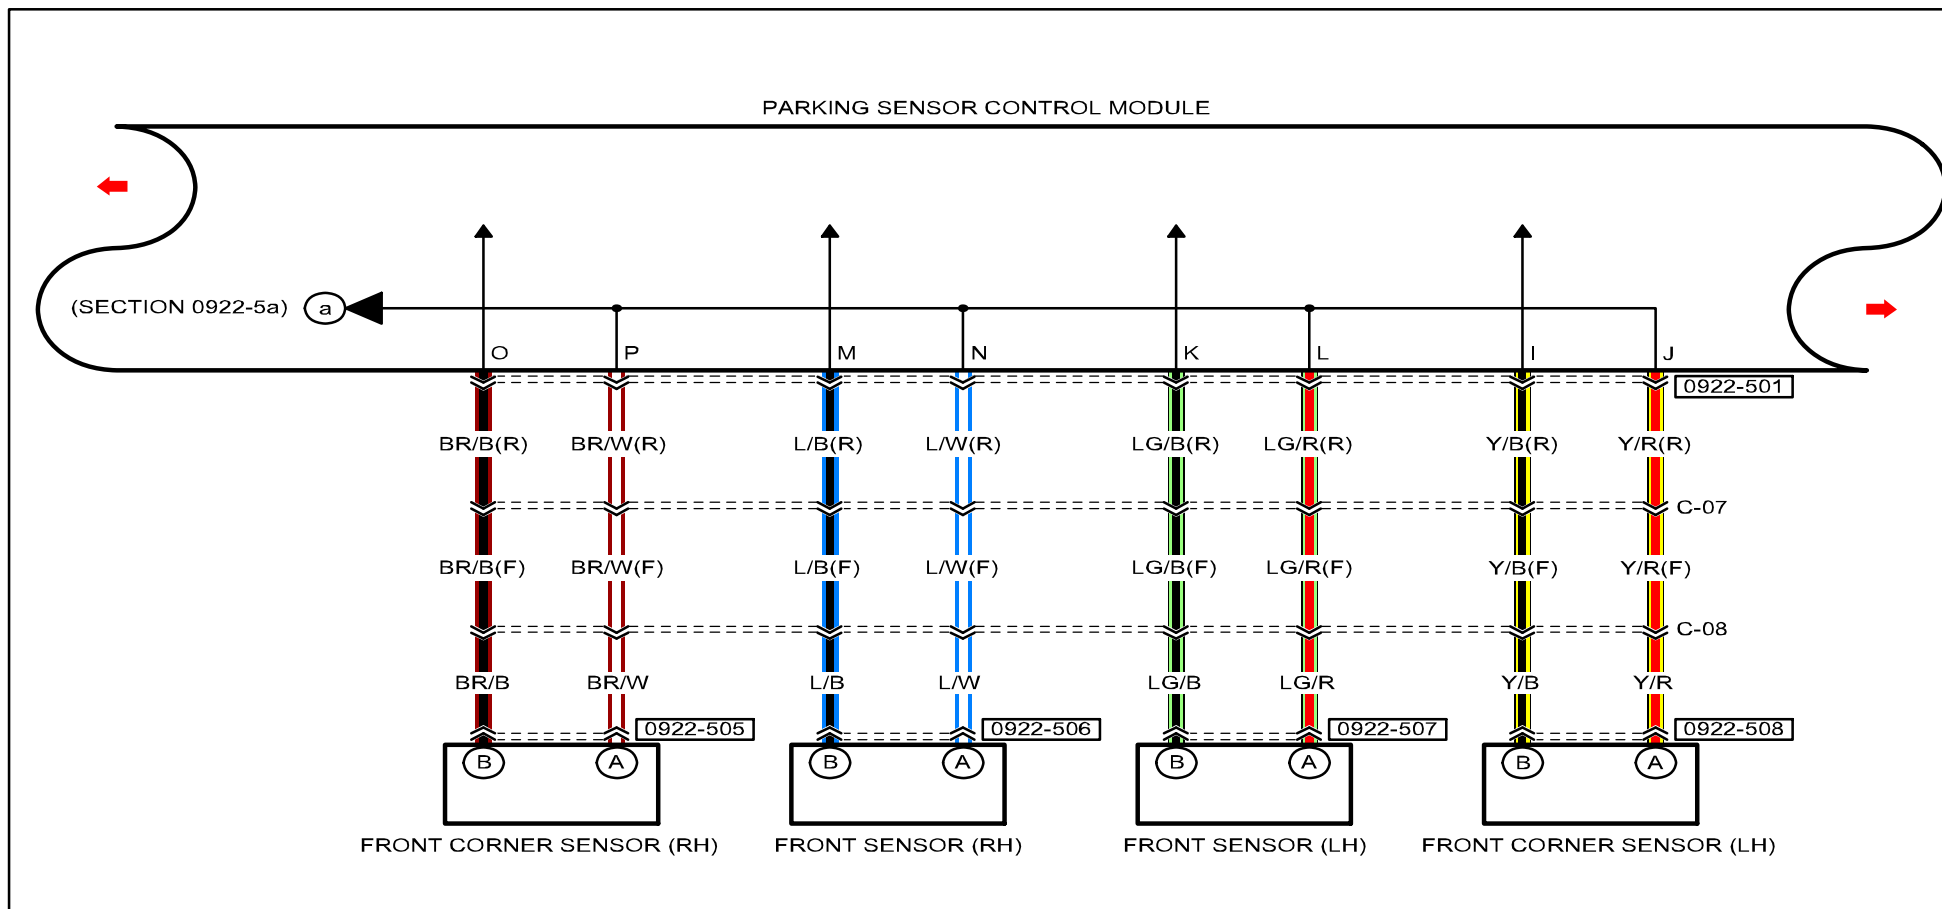 PARKING SENSOR CONTROL MODULE
(SECTION 0922-5a) a
O P M N K L I J
0922-501
BR/B(R) BR/W(R) L/B(R) L/W(R) LG/B(R) LG/R(R) Y/B(R) Y/R(R)
C-07
BR/B(F) BR/W(F) L/B(F) L/W(F) LG/B(F) LG/R(F) Y/B(F) Y/R(F)
C-08
BR/B BR/W L/B L/W LG/B LG/R Y/B Y/R
0922-505 0922-506 0922-507 0922-508
B A B A B A B A
FRONT CORNER SENSOR (RH) FRONT SENSOR (RH) FRONT SENSOR (LH) FRONT CORNER SENSOR (LH)